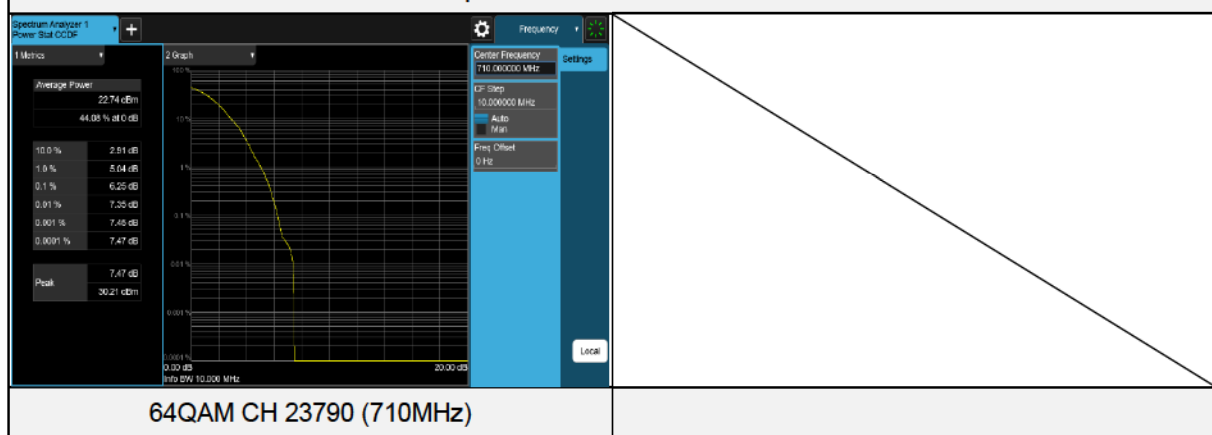 Spectrum Analyzer 1
Power Stat CCDF
+
Frequency
1 Metrics
2 Graph
Center Frequency
710.000000 MHz
Settings
Average Power
22.74 dBm
44.08 % at 0 dB
CF Step
10.000000 MHz
Auto
Man
Freq Offset
0 Hz
10.0 % 2.91 dB
1.0 % 5.04 dB
0.1 % 6.25 dB
0.01 % 7.35 dB
0.001 % 7.46 dB
0.0001 % 7.47 dB
Peak
7.47 dB
30.21 dBm
100 %
10 %
1 %
0.1 %
0.01 %
0.001 %
0.0001 %
0.00 dB
20.00 dB
Info BW 10.000 MHz
Local
64QAM CH 23790 (710MHz)